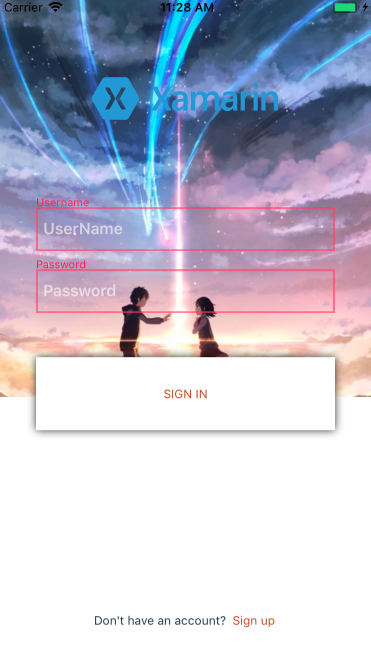 Carrier 11:28 AM
Xamarin
Username
UserName
Password
Password
SIGN IN
Don't have an account? Sign up